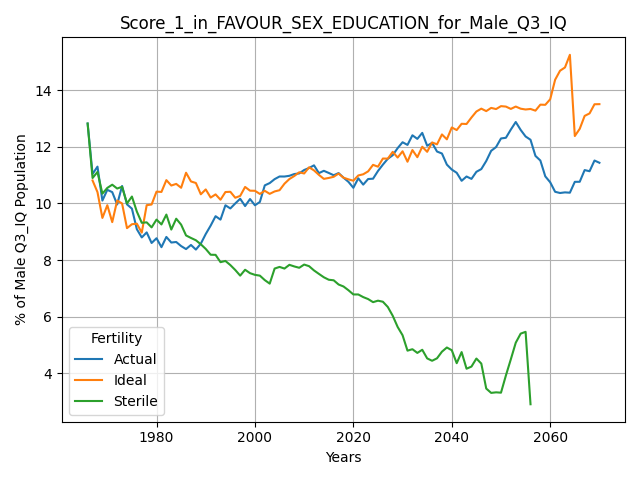 Score_1_in_FAVOUR_SEX_EDUCATION_for_Male_Q3_IQ
% of Male Q3_IQ Population
14
12
10
8
6
4
Fertility
Actual
Ideal
Sterile
1980 2000 2020 2040 2060
Years